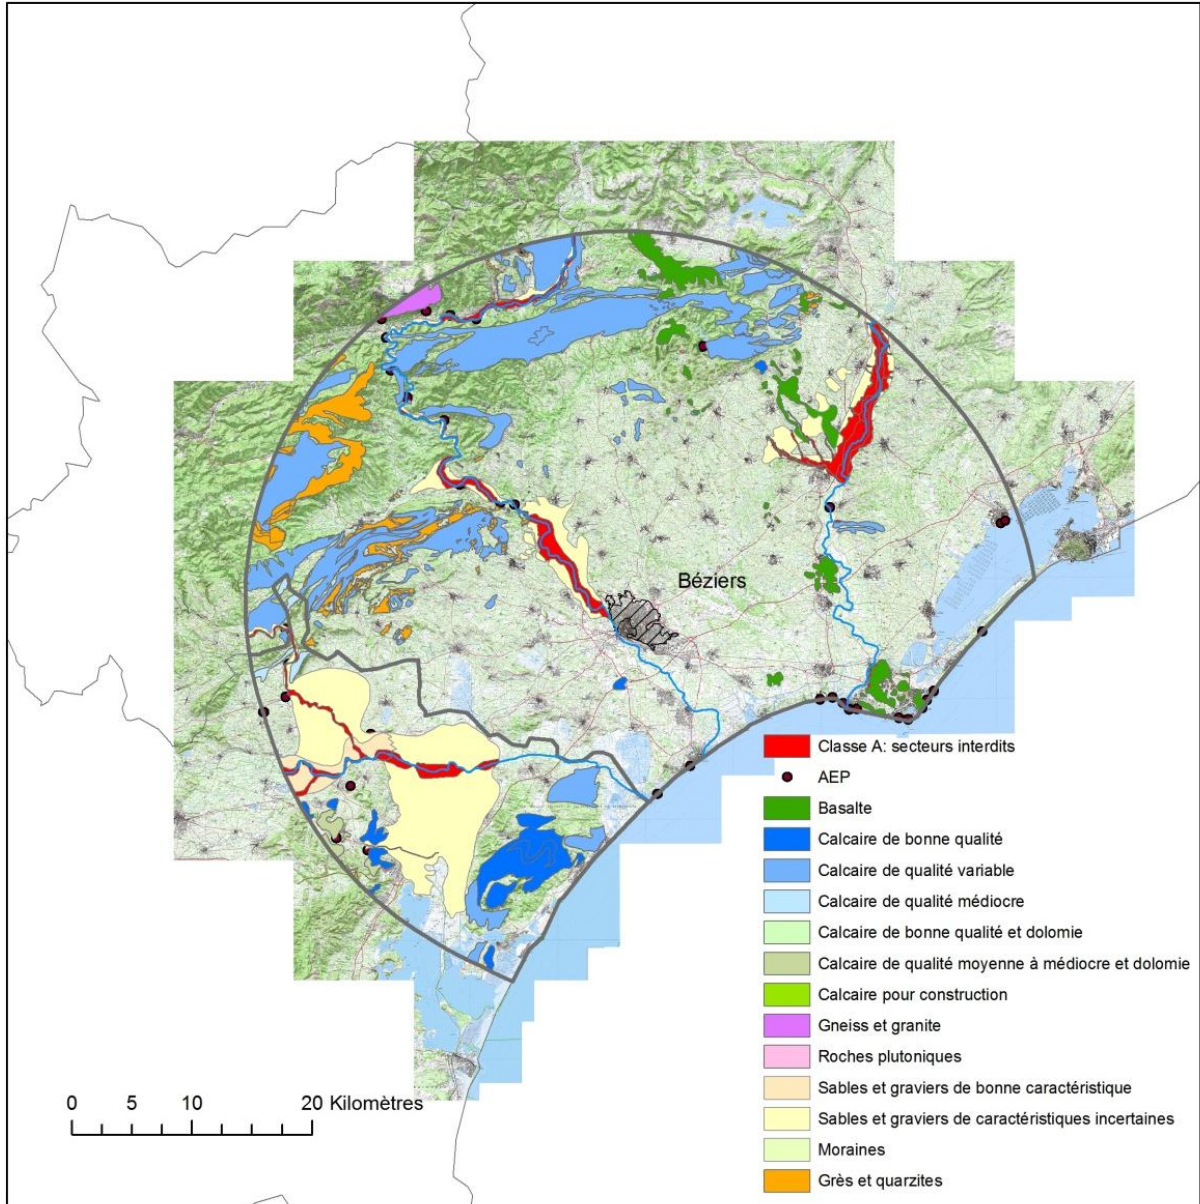 Béziers
Classe A: secteurs interdits
AEP
Basalte
Calcaire de bonne qualité
Calcaire de qualité variable
Calcaire de qualité médiocre
Calcaire de bonne qualité et dolomie
Calcaire de qualité moyenne à médiocre et dolomie
Calcaire pour construction
Gneiss et granite
Roches plutoniques
Sables et graviers de bonne caractéristique
Sables et graviers de caractéristiques incertaines
Moraines
Grès et quarzites
0 5 10 20 Kilomètres